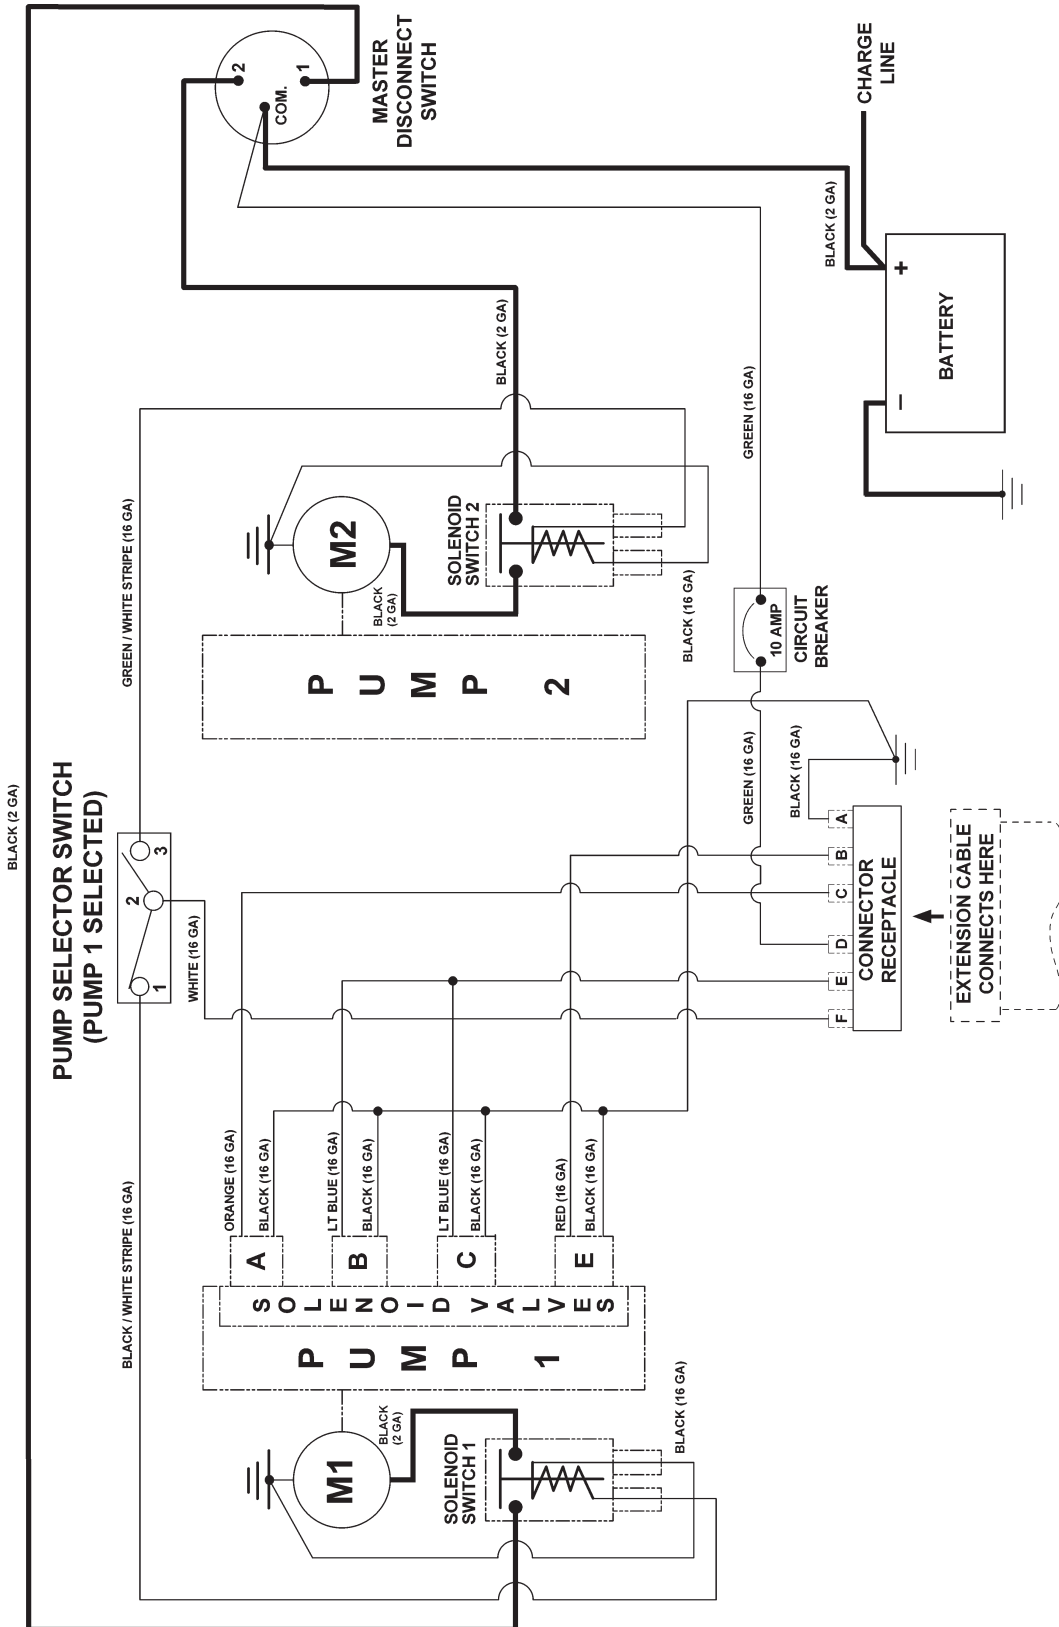 BLACK (2 GA)
2
1
COM.
MASTER
DISCONNECT
SWITCH
CHARGE
LINE
BLACK (2 GA)
+
–
BATTERY
BLACK (2 GA)
GREEN (16 GA)
GREEN / WHITE STRIPE (16 GA)
M2
BLACK
(2 GA)
SOLENOID
SWITCH 2
BLACK (16 GA)
PUMP 2
10 AMP
CIRCUIT
BREAKER
GREEN (16 GA)
BLACK (16 GA)
PUMP SELECTOR SWITCH
(PUMP 1 SELECTED)
3
2
1
WHITE (16 GA)
A
B
C
D
E
F
CONNECTOR
RECEPTACLE
EXTENSION CABLE
CONNECTS HERE
BLACK / WHITE STRIPE (16 GA)
ORANGE (16 GA)
BLACK (16 GA)
LT BLUE (16 GA)
BLACK (16 GA)
LT BLUE (16 GA)
BLACK (16 GA)
RED (16 GA)
BLACK (16 GA)
A
B
C
E
SOLENOID VALVES
PUMP 1
M1
BLACK
(2 GA)
SOLENOID
SWITCH 1
BLACK (16 GA)